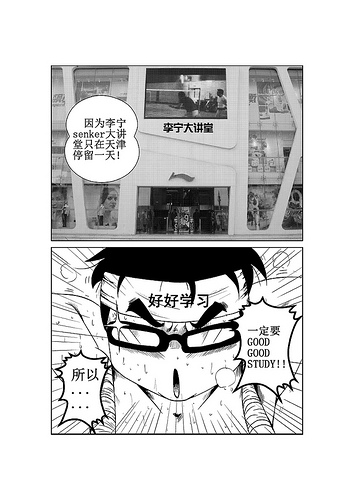 因为李宁
senker大讲
堂只在天津
停留一天！
李宁大讲堂
好好学习
一定要
GOOD
GOOD
STUDY!!
所以
....
....